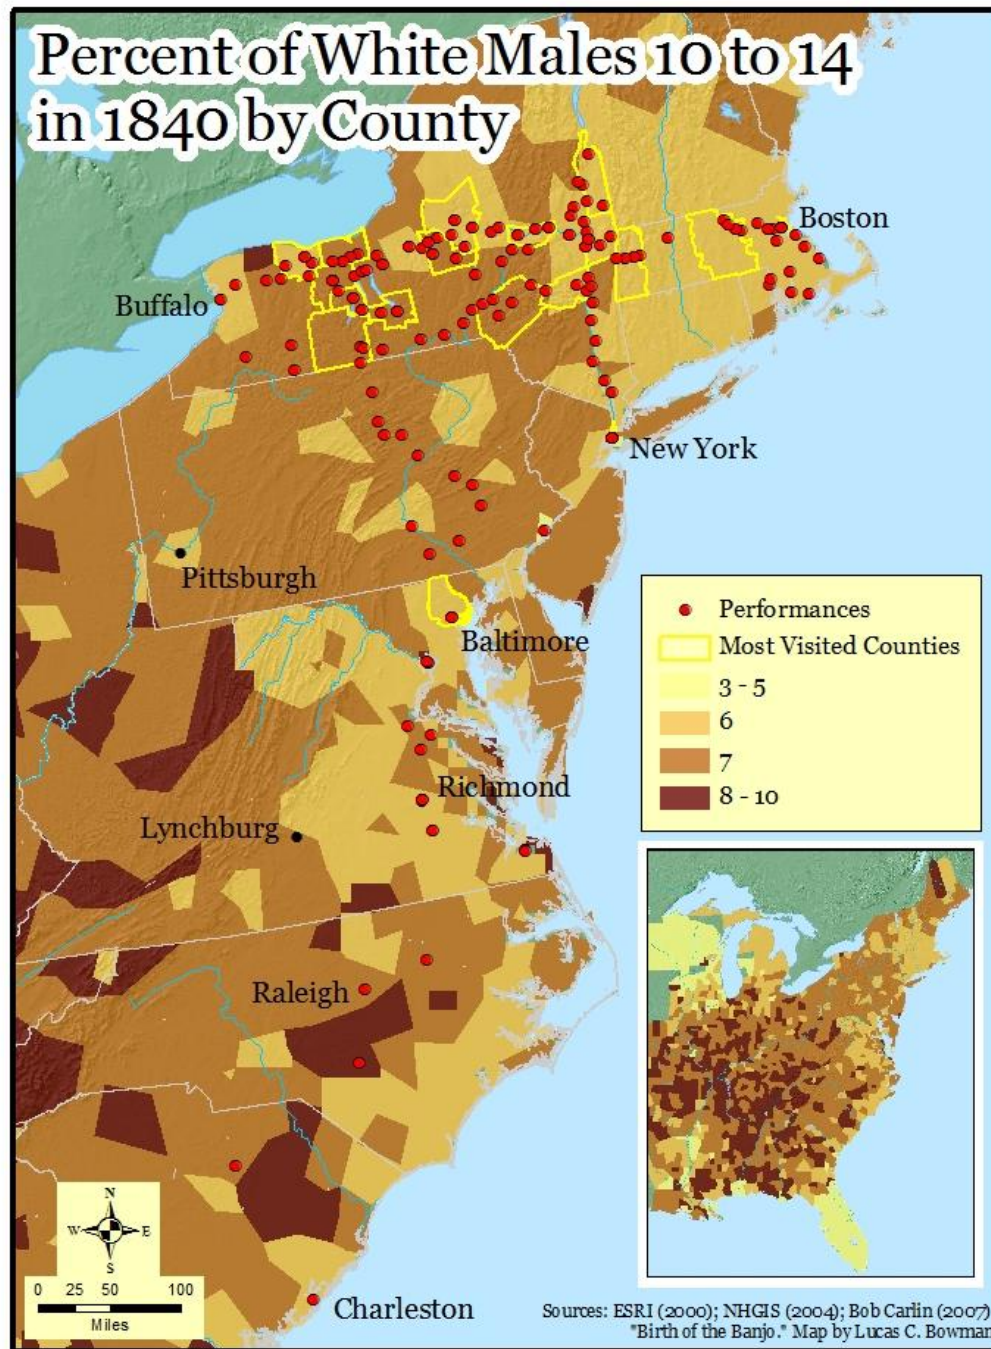 Percent of White Males 10 to 14
in 1840 by County
Boston
Buffalo
New York
Pittsburgh
Baltimore
Richmond
Lynchburg
Raleigh
Charleston
Performances
Most Visited Counties
3 - 5
6
7
8 - 10
N
W E
S
0 25 50 100
Miles
Sources: ESRI (2000); NHGIS (2004); Bob Carlin (2007)
"Birth of the Banjo." Map by Lucas C. Bowman